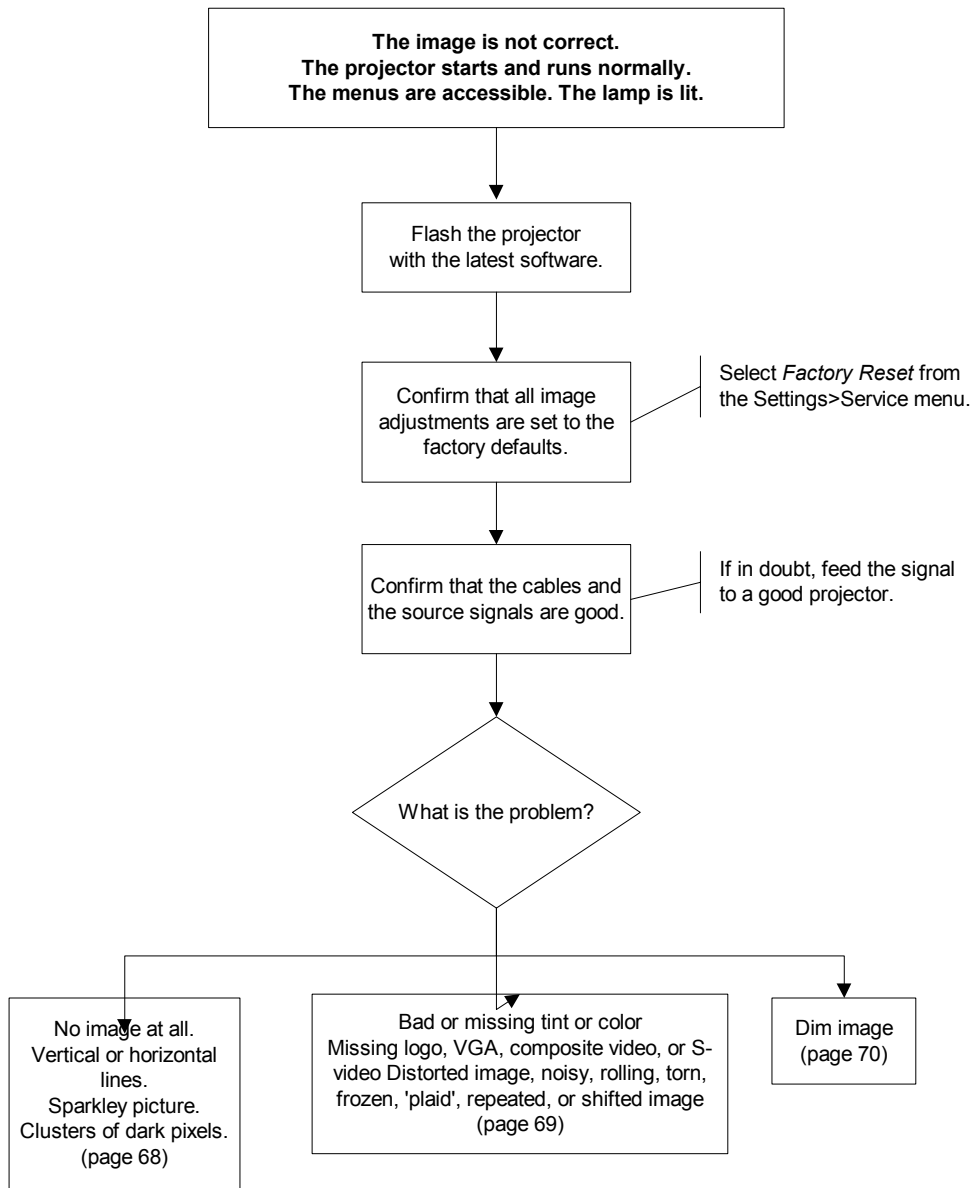 The image is not correct.
The projector starts and runs normally.
The menus are accessible. The lamp is lit.
Flash the projector
with the latest software.
Confirm that all image
adjustments are set to the
factory defaults.
Select Factory Reset from
the Settings>Service menu.
Confirm that the cables and
the source signals are good.
If in doubt, feed the signal
to a good projector.
What is the problem?
No image at all.
Vertical or horizontal
lines.
Sparkley picture.
Clusters of dark pixels.
(page 68)
Bad or missing tint or color
Missing logo, VGA, composite video, or S-
video Distorted image, noisy, rolling, torn,
frozen, 'plaid', repeated, or shifted image
(page 69)
Dim image
(page 70)